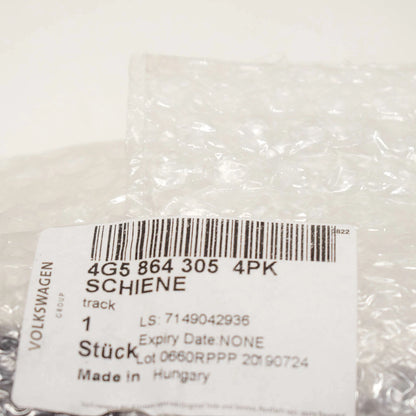 2822
4G5 864 305 4PK
SCHIENE
track
1
Stück
LS: 7149042936
Expiry Date:NONE
Lot 0660RPPP 20190724
Made in Hungary
VOLKSWAGEN
GROUP